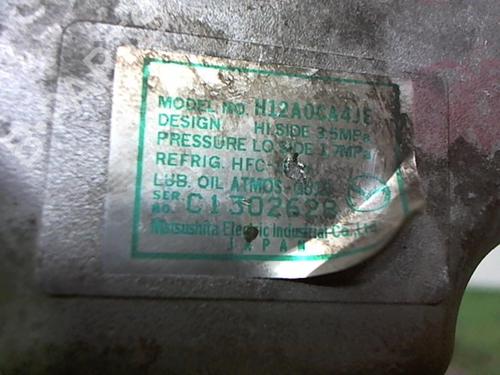 MODEL NO. H12A0CA4JE
DESIGN HI.SIDE 3.5MPa
PRESSURE LO.SIDE 1.7MPa
REFRIG. HFC-
LUB. OIL ATMOS-
SER. NO. C1302628
Matsushita Electric Industrial Co., Ltd.
JAPAN